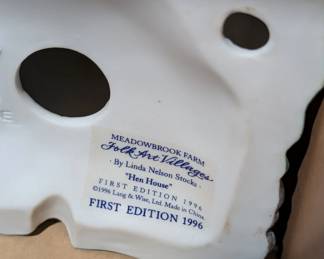 MEADOWBROOK FARM
Folk Art Villages
· By Linda Nelson Stocks ·
"Hen House"
FIRST EDITION 1996
©1996 Lang & Wise, Ltd. Made in China.
FIRST EDITION 1996
E